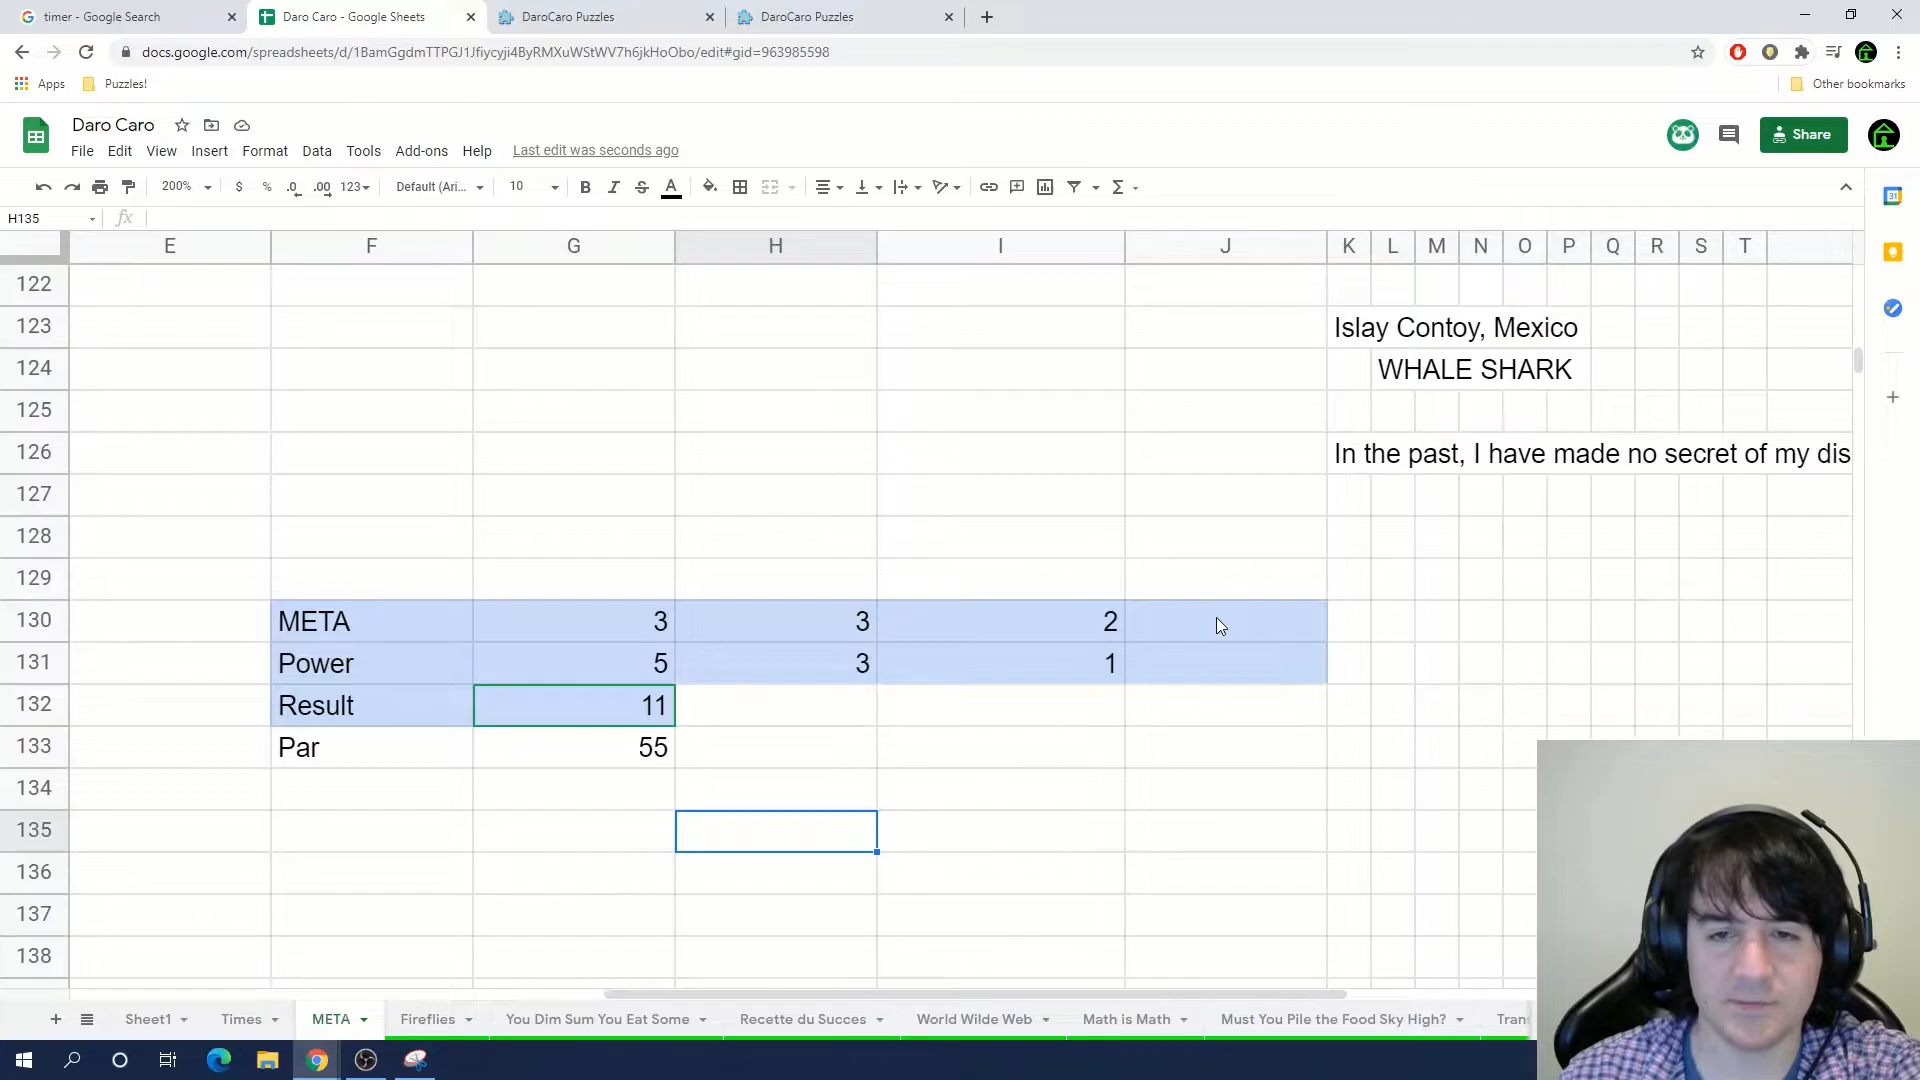 timer - Google Search
Daro Caro - Google Sheets
DaroCaro Puzzles
DaroCaro Puzzles
docs.google.com/spreadsheets/d/1BamGgdmTTPGJ1Jfiycyji4ByRMXuWStWV7h6jkHoObo/edit#gid=963985598
Apps
Puzzles!
Other bookmarks
Daro Caro
File Edit View Insert Format Data Tools Add-ons Help Last edit was seconds ago
Share
200% $ % .0 .00 123 Default (Ari... 10 B I S A
H135
E F G H I J K L M N O P Q R S T
122
123 Islay Contoy, Mexico
124 WHALE SHARK
125
126 In the past, I have made no secret of my dis
127
128
129
130 META 3 3 2
131 Power 5 3 1
132 Result 11
133 Par 55
134
135
136
137
138
Sheet1 Times META Fireflies You Dim Sum You Eat Some Recette du Succes World Wilde Web Math is Math Must You Pile the Food Sky High? Tran